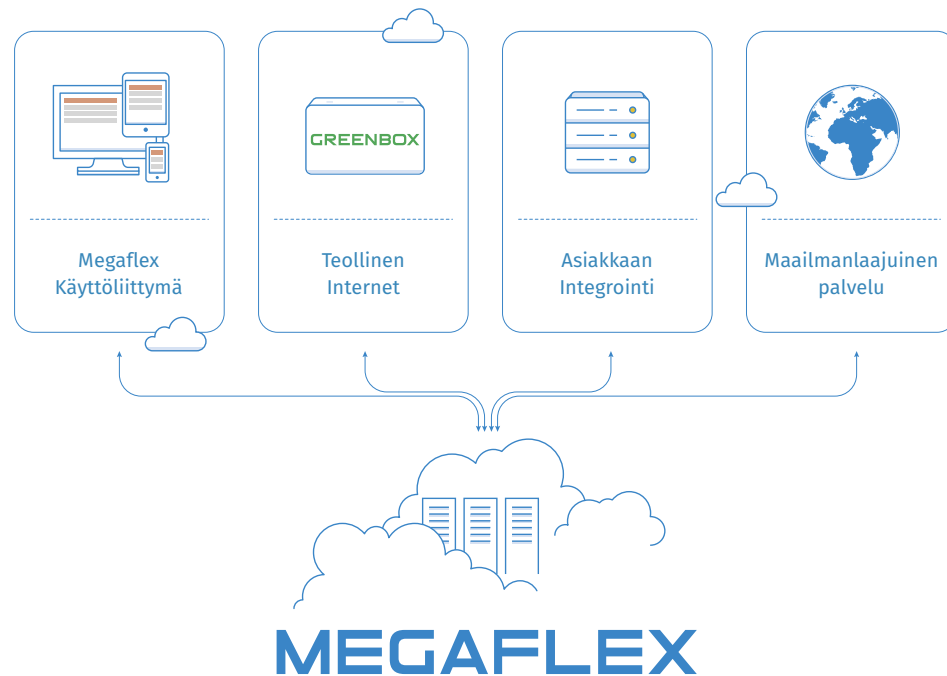 GREENBOX
Megaflex
Käyttöliittymä
Teollinen
Internet
Asiakkaan
Integrointi
Maailmanlaajuinen
palvelu
MEGAFLEX